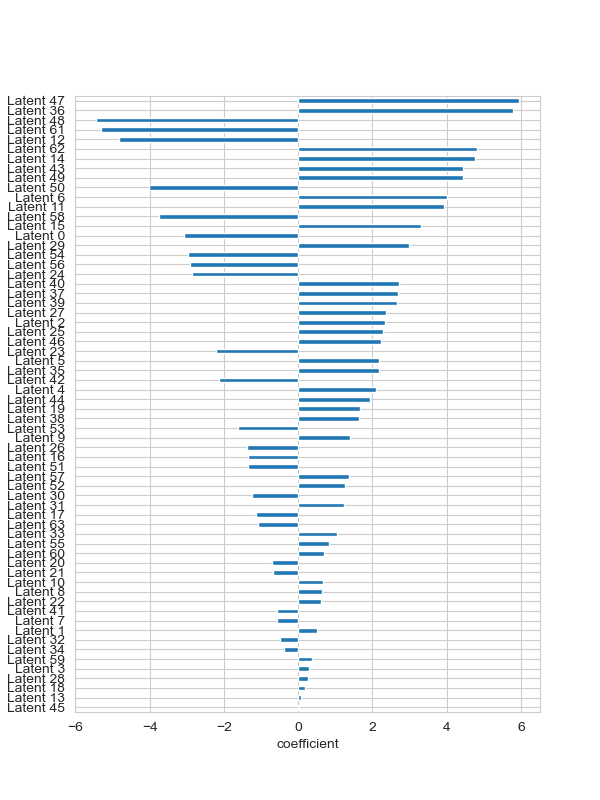 Latent 47
Latent 36
Latent 48
Latent 61
Latent 12
Latent 62
Latent 14
Latent 43
Latent 49
Latent 50
Latent 6
Latent 11
Latent 58
Latent 15
Latent 0
Latent 29
Latent 54
Latent 56
Latent 24
Latent 40
Latent 37
Latent 39
Latent 27
Latent 2
Latent 25
Latent 46
Latent 23
Latent 5
Latent 35
Latent 42
Latent 4
Latent 44
Latent 19
Latent 38
Latent 53
Latent 9
Latent 26
Latent 16
Latent 51
Latent 57
Latent 52
Latent 30
Latent 31
Latent 17
Latent 63
Latent 33
Latent 55
Latent 60
Latent 20
Latent 21
Latent 10
Latent 8
Latent 22
Latent 41
Latent 7
Latent 1
Latent 32
Latent 34
Latent 59
Latent 3
Latent 28
Latent 18
Latent 13
Latent 45
−6 −4 −2 0 2 4 6
coefficient